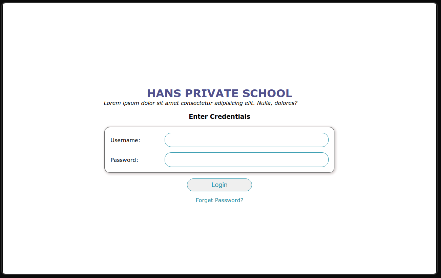 HANS PRIVATE SCHOOL
Lorem ipsum dolor sit amet consectetur adipisicing elit. Nulla, dolores?
Enter Credentials
Username:
Password:
Login
Forget Password?